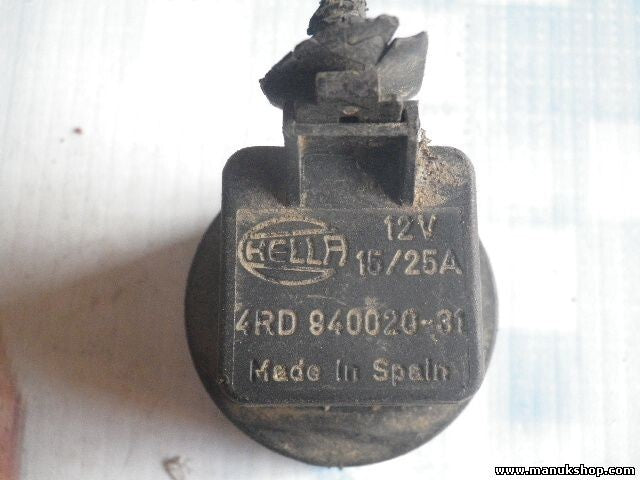 HELLA
12V
15/25A
4RD 940020-31
Made In Spain
www.manukshop.com